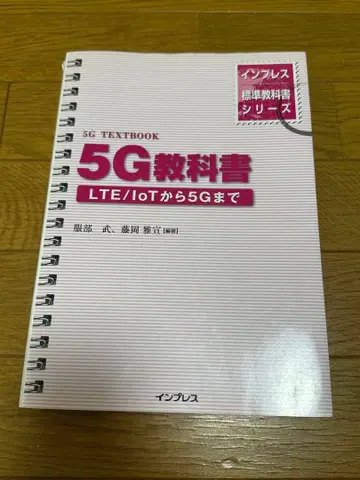 インプレス
標準教科書
シリーズ
5G TEXTBOOK
5G教科書
LTE/IoTから5Gまで
服部 武、藤岡 雅宣[編著]
インプレス